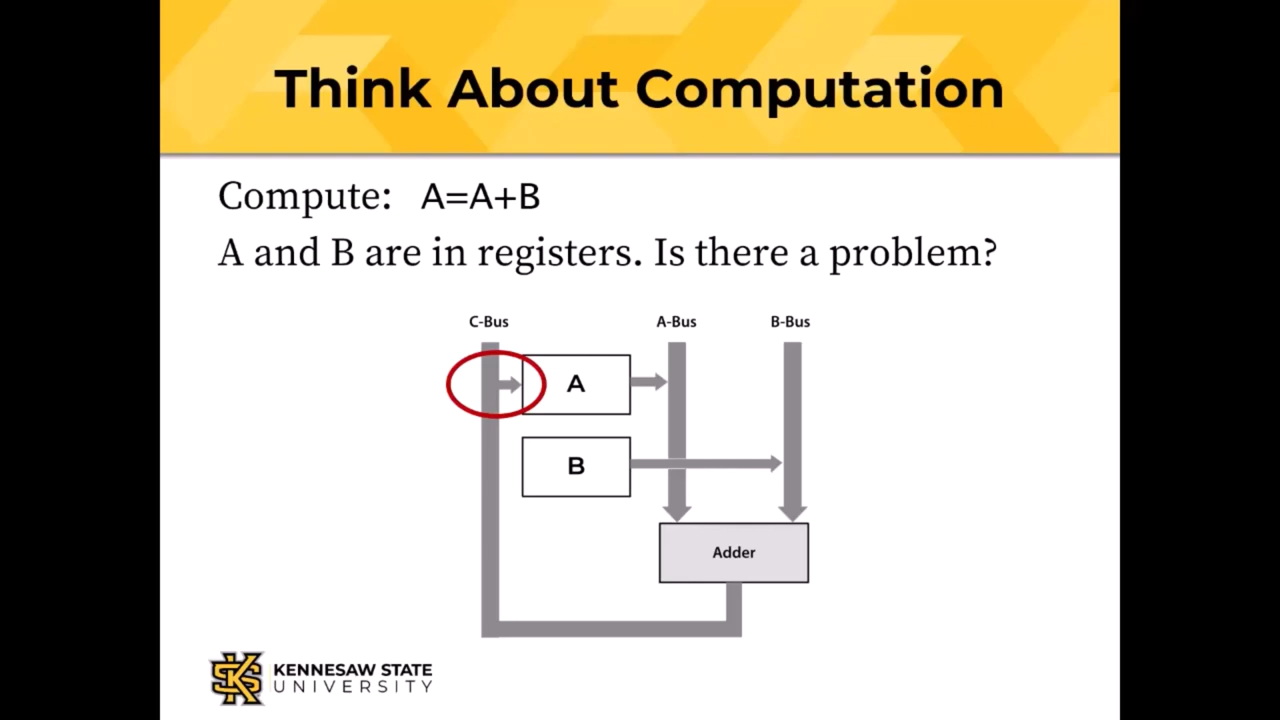 Think About Computation
Compute: A=A+B
A and B are in registers. Is there a problem?
C-Bus A-Bus B-Bus
A
B
Adder
KENNESAW STATE
UNIVERSITY